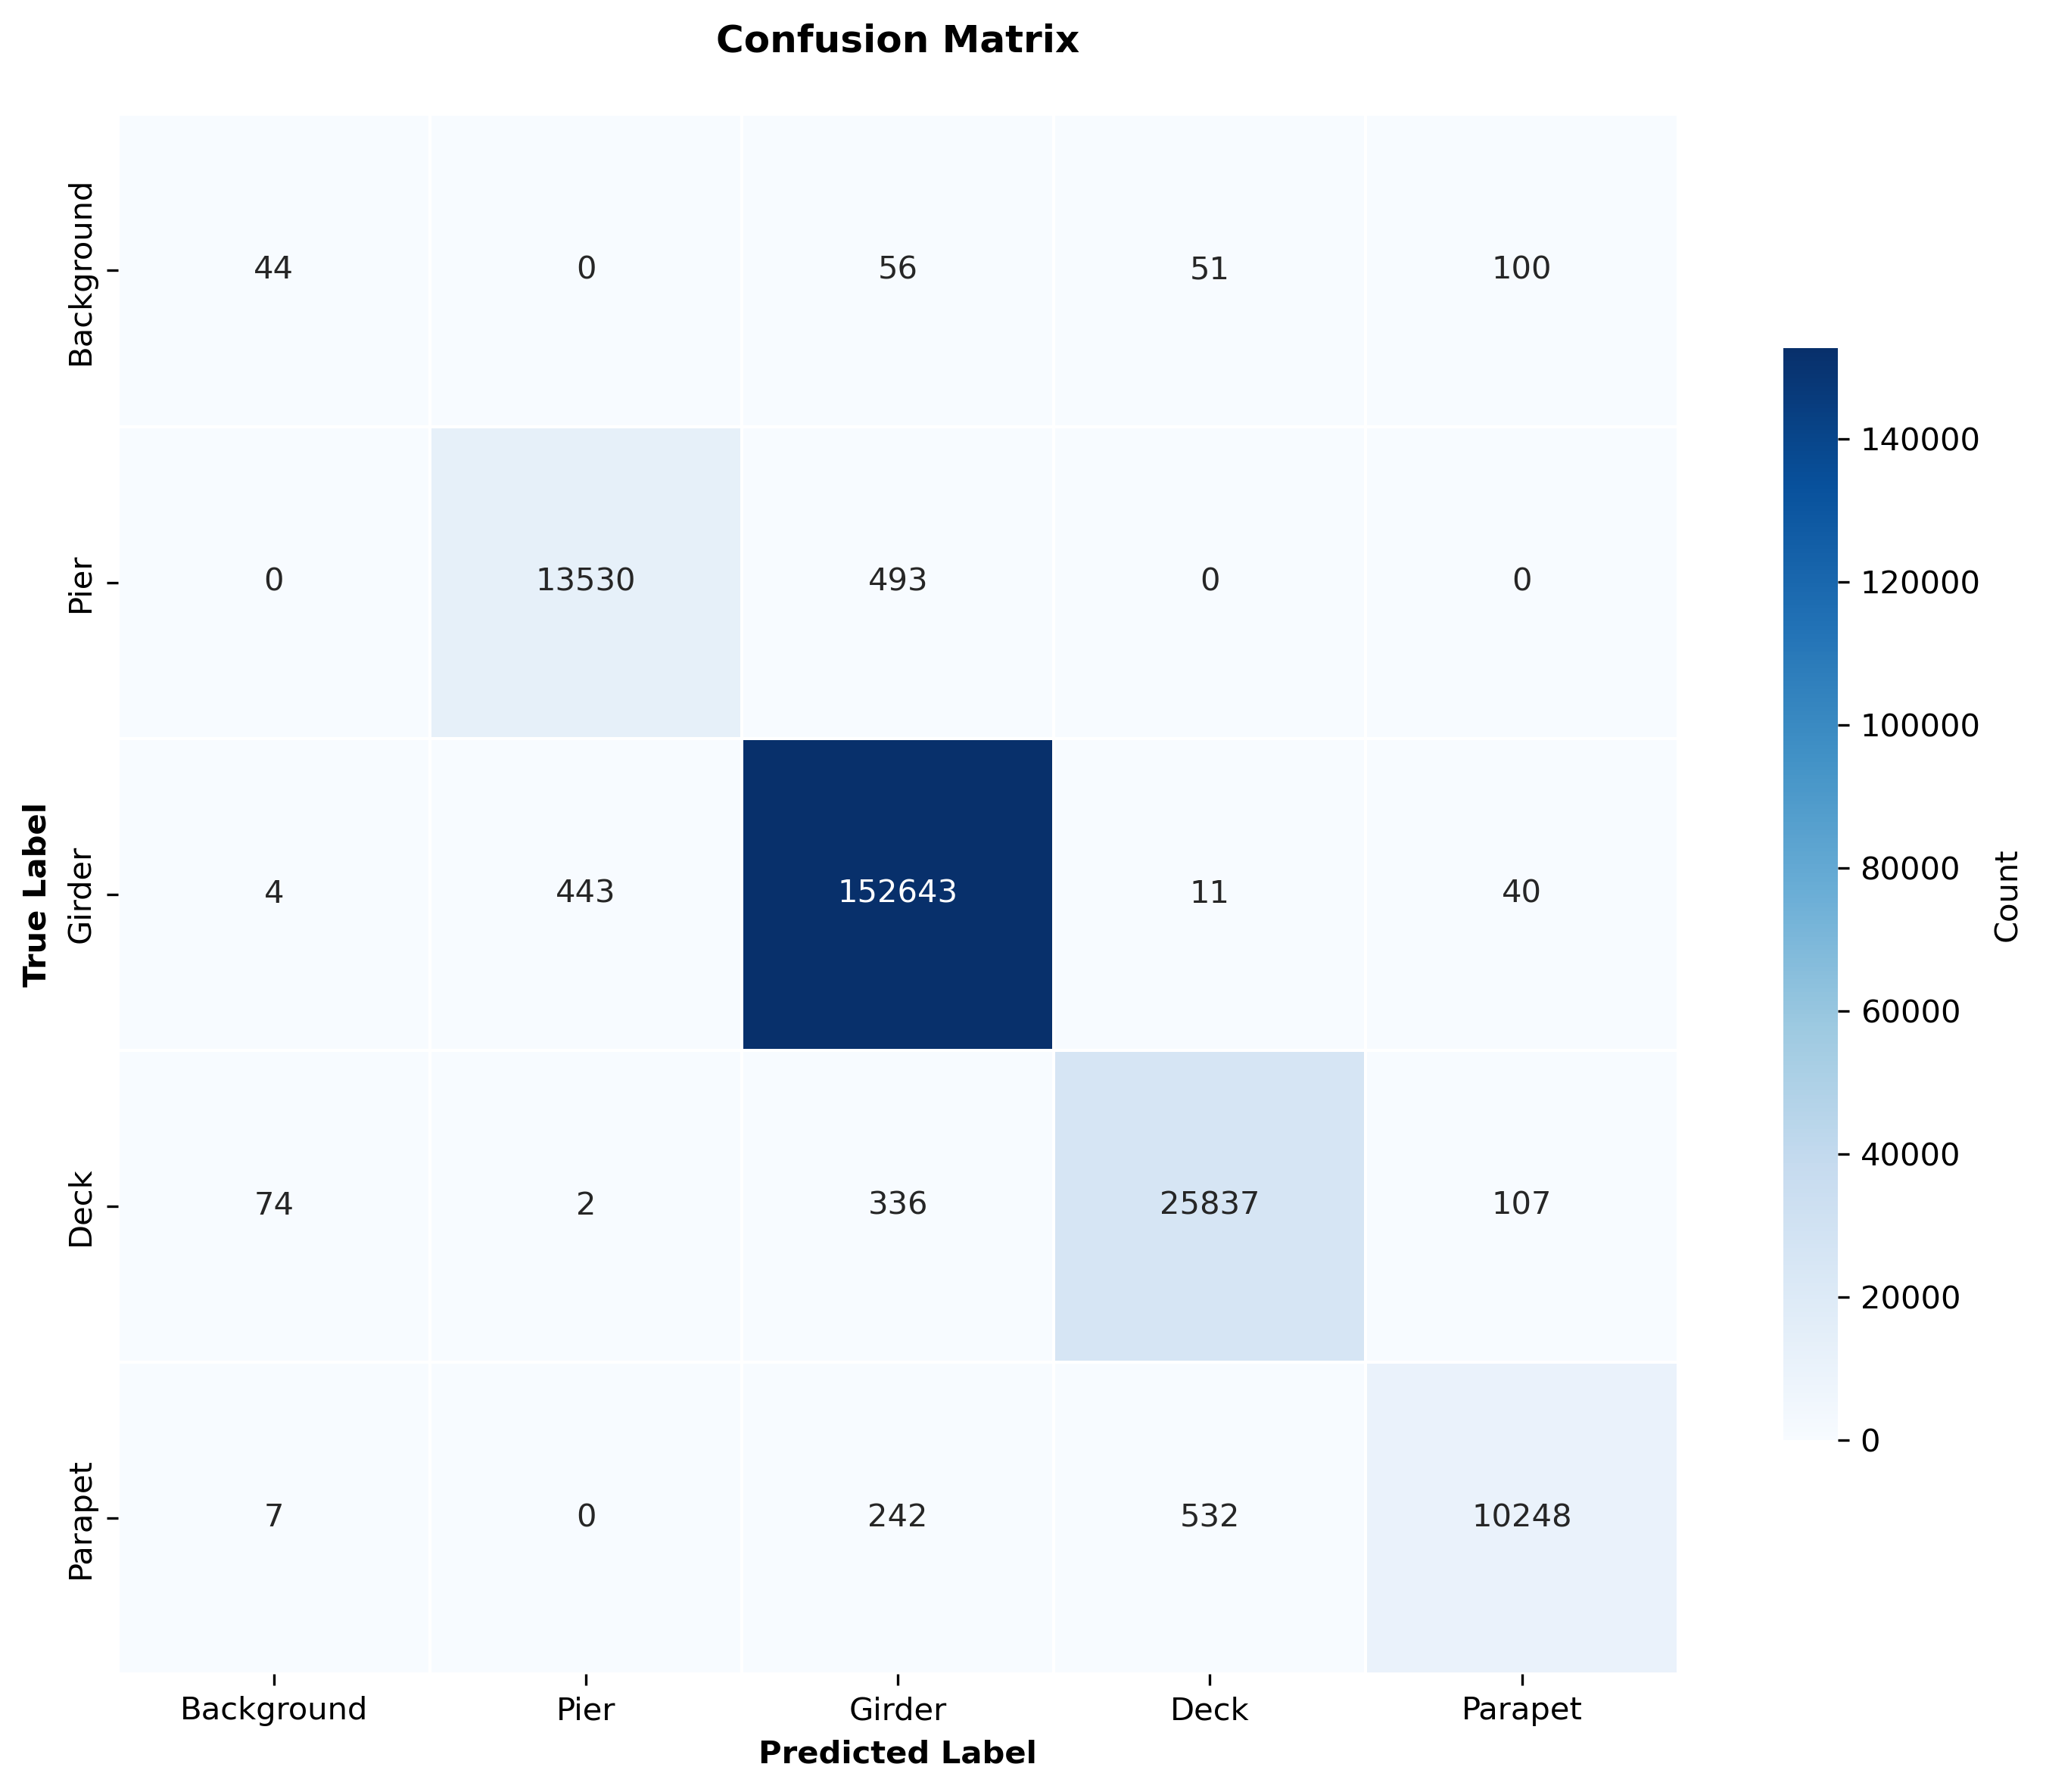 Confusion Matrix
Background
44 0 56 51 100
Pier
0 13530 493 0 0
Girder
4 443 152643 11 40
Deck
74 2 336 25837 107
Parapet
7 0 242 532 10248
True Label
Background Pier Girder Deck Parapet
Predicted Label
140000
120000
100000
80000
60000
40000
20000
0
Count